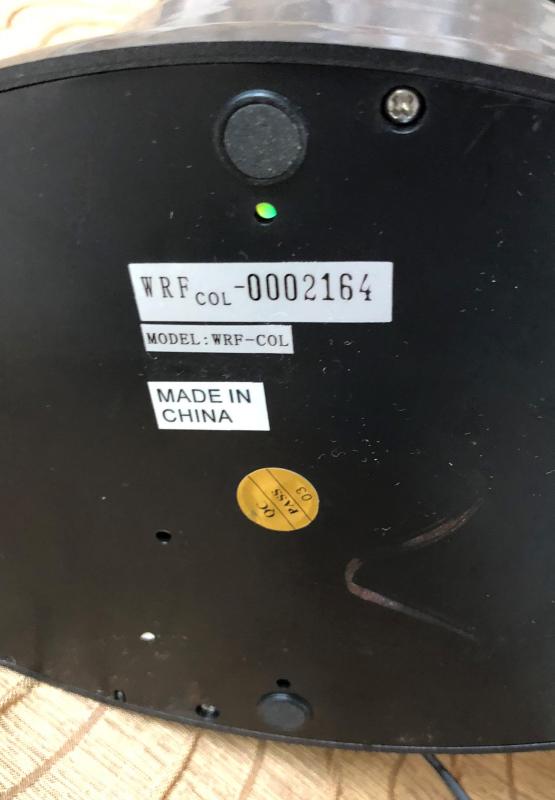 WRF COL-0002164
MODEL:WRF-COL
MADE IN
CHINA
QC
PASS
03